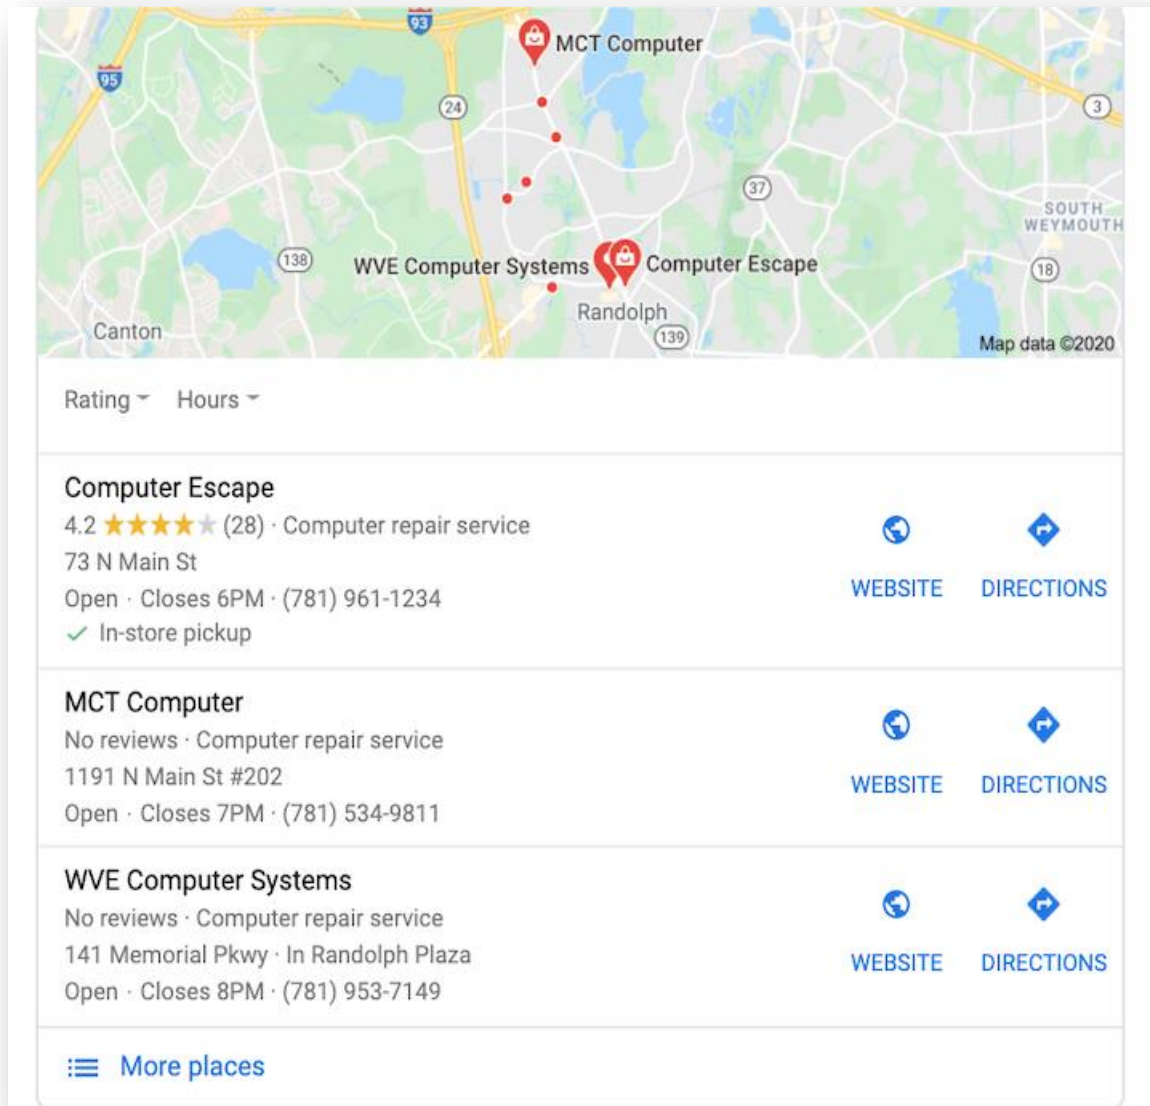 93
MCT Computer
95
24
3
37
SOUTH
WEYMOUTH
138
WVE Computer Systems
Computer Escape
18
Randolph
Canton
139
Map data ©2020
Rating Hours
Computer Escape
4.2 (28) · Computer repair service
73 N Main St
Open · Closes 6PM · (781) 961-1234
In-store pickup
WEBSITE DIRECTIONS
MCT Computer
No reviews · Computer repair service
1191 N Main St #202
Open · Closes 7PM · (781) 534-9811
WEBSITE DIRECTIONS
WVE Computer Systems
No reviews · Computer repair service
141 Memorial Pkwy · In Randolph Plaza
Open · Closes 8PM · (781) 953-7149
WEBSITE DIRECTIONS
More places